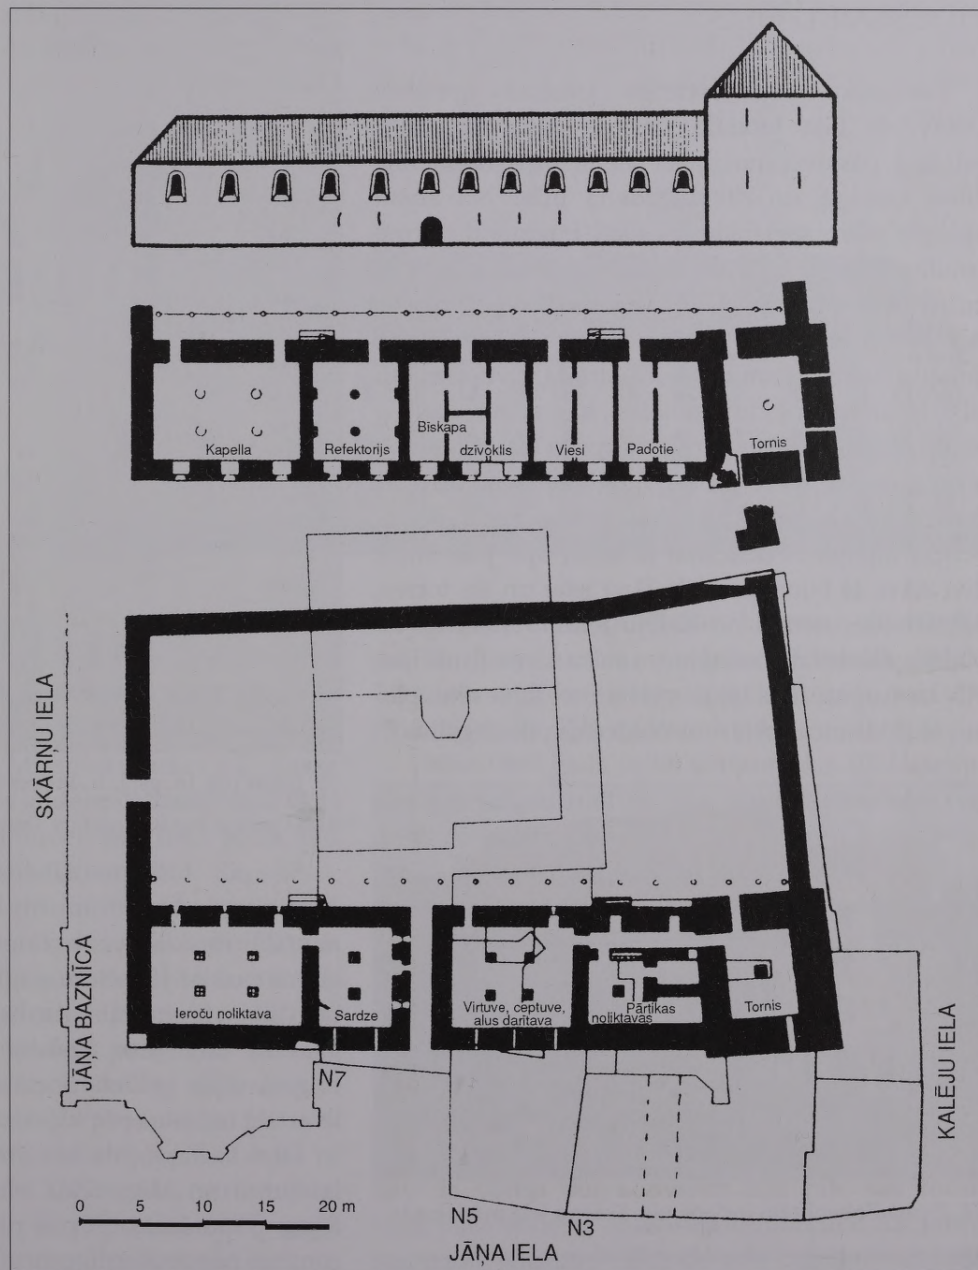 Kapella
Refektorijs
Bīskapa
dzīvoklis
Viesi
Padotie
Tornis
SKĀRŅU IELA
JĀŅA BAZNĪCA
Ieroču noliktava
Sardze
Virtuve, ceptuve,
alus darītava
Pārtikas
noliktavas
Tornis
KALĒJU IELA
N7
0 5 10 15 20 m
N5
N3
JĀŅA IELA